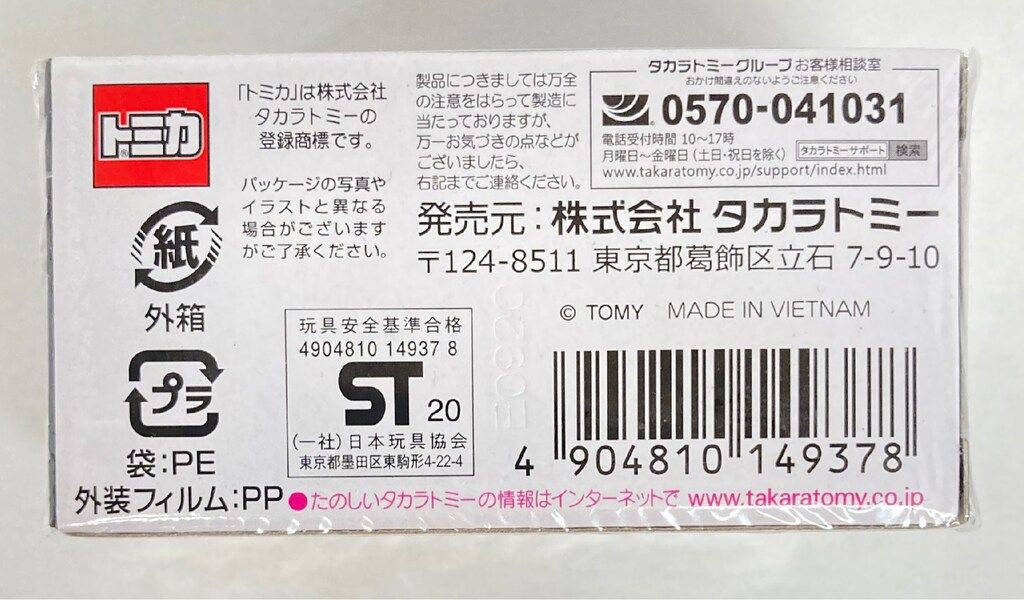 トミカ
®
「トミカ」は株式会社
タカラトミーの
登録商標です。
パッケージの写真や
イラストと異なる
場合がございます
がご了承ください。
製品につきましては万全
の注意をはらって製造に
当たっておりますが、
万一お気づきの点などが
ございましたら、
右記までご連絡ください。
タカラトミーグループ お客様相談室
おかけ間違えのないようご注意ください
0570-041031
電話受付時間 10〜17時
月曜日〜金曜日 (土日・祝日を除く) タカラトミーサポート 検索
www.takaratomy.co.jp/support/index.html
発売元：株式会社 タカラトミー
〒124-8511 東京都葛飾区立石 7-9-10
紙
外箱
プラ
袋:PE
外装フィルム:PP
玩具安全基準合格
4904810 14937 8
ST 20
(一社)日本玩具協会
東京都墨田区東駒形4-22-4
© TOMY MADE IN VIETNAM
4 904810 149378
●たのしいタカラトミーの情報はインターネットで www.takaratomy.co.jp